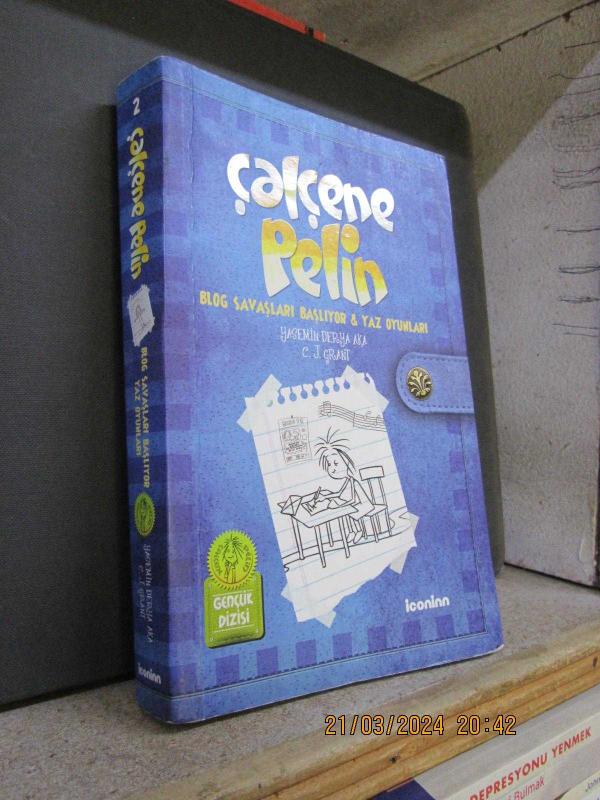 çalçene
Pelin
BLOG SAVAŞLARI BAŞLIYOR & YAZ OYUNLARI
YASEMİN DERYA AKA
C. J. GRANT
GENÇLİK
DİZİSİ
iconinn
2
çalçene Pelin
BLOG SAVAŞLARI BAŞLIYOR
YAZ OYUNLARI
YASEMİN DERYA AKA
C. J. GRANT
iconinn
21/03/2024 20:42
DEPRESYONU YENMEK
Bulmak